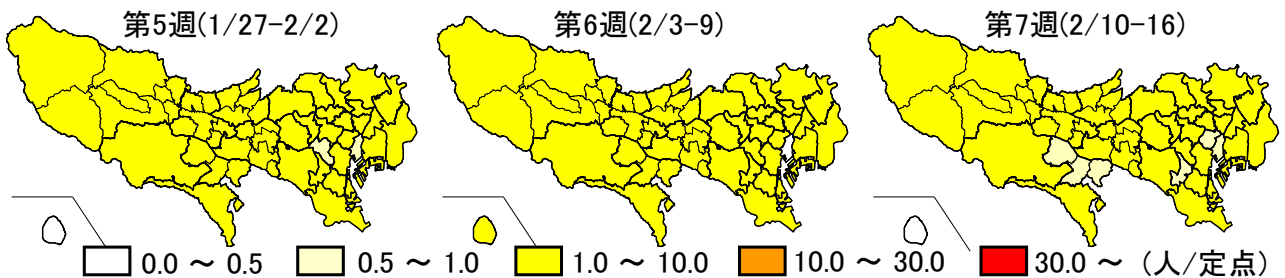 第5週(1/27-2/2)
第6週(2/3-9)
第7週(2/10-16)
0.0 ～ 0.5
0.5 ～ 1.0
1.0 ～ 10.0
10.0 ～ 30.0
30.0 ～ (人/定点)